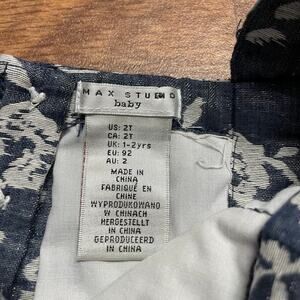 MAX STUDIO
baby
US: 2T
CA: 2T
UK: 1-2yrs
EU: 92
AU: 2
MADE IN
CHINA
FABRIQUÉ EN
CHINE
WYPRODUKOWANO
W CHINACH
HERGESTELLT
IN CHINA
GEPRODUCEERD
IN CHINA